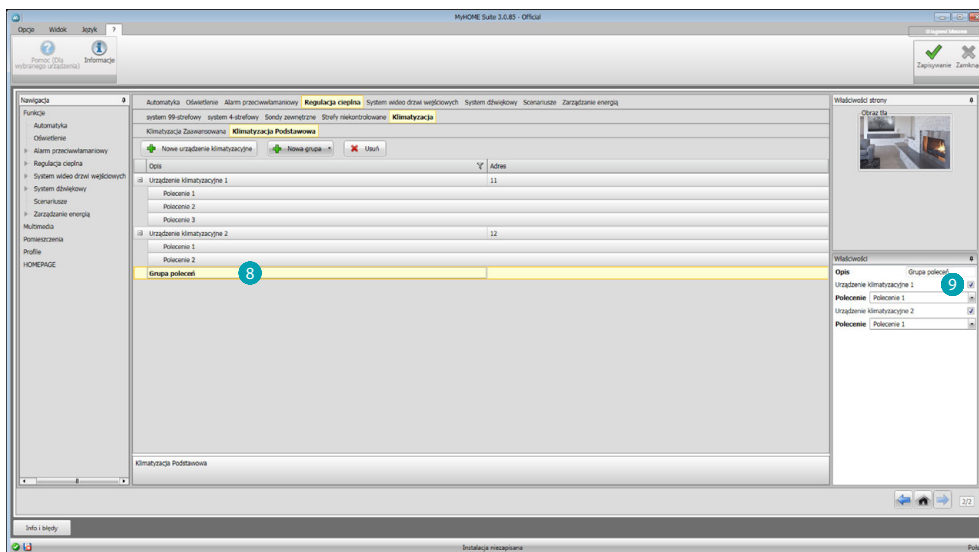 MyHOME Suite 3.0.85 - Official
Opcje Widok Język ?
Pomoc (Dla wybranego urządzenia)
Informacje
Zapisywanie Zamkną
Nawigacja
Funkcje
Automatyka
Oświetlenie
Alarm przeciwwłamaniowy
Regulacja cieplna
System wideo drzwi wejściowych
System dźwiękowy
Scenariusze
Zarządzanie energią
Multimedia
Pomieszczenia
Profile
HOMEPAGE
Automatyka Oświetlenie Alarm przeciwwłamaniowy Regulacja cieplna System wideo drzwi wejściowych System dźwiękowy Scenariusze Zarządzanie energią
system 99-strefowy system 4-strefowy Sondy zewnętrzne Strefy niekontrolowane Klimatyzacja
Klimatyzacja Zaawansowana Klimatyzacja Podstawowa
Nowe urządzenie klimatyzacyjne Nowa grupa Usuń
Opis Adres
Urządzenie klimatyzacyjne 1 11
Polecenie 1
Polecenie 2
Polecenie 3
Urządzenie klimatyzacyjne 2 12
Polecenie 1
Polecenie 2
Grupa poleceń 8
Klimatyzacja Podstawowa
Właściwości strony
Obraz tła
Właściwości
Opis Grupa poleceń
Urządzenie klimatyzacyjne 1 9
Polecenie Polecenie 1
Urządzenie klimatyzacyjne 2
Polecenie Polecenie 1
2/2
Info i błędy
Instalacja niezapisana